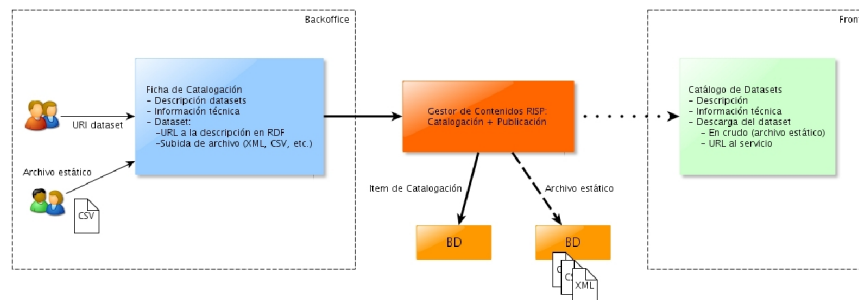 Backoffice
Front
Ficha de Catalogación
- Descripción datasets
- Información técnica
- Dataset:
-URL a la descripción en RDF
-Subida de archivo (XML, CSV, etc.)
URI dataset
Archivo estático
CSV
Gestor de Contenidos RISP:
Catalogación + Publicación
Item de Catalogación
Archivo estático
BD
BD
XML
Catálogo de Datasets
- Descripción
- Información técnica
- Descarga del dataset
- En crudo (archivo estático)
- URL al servicio